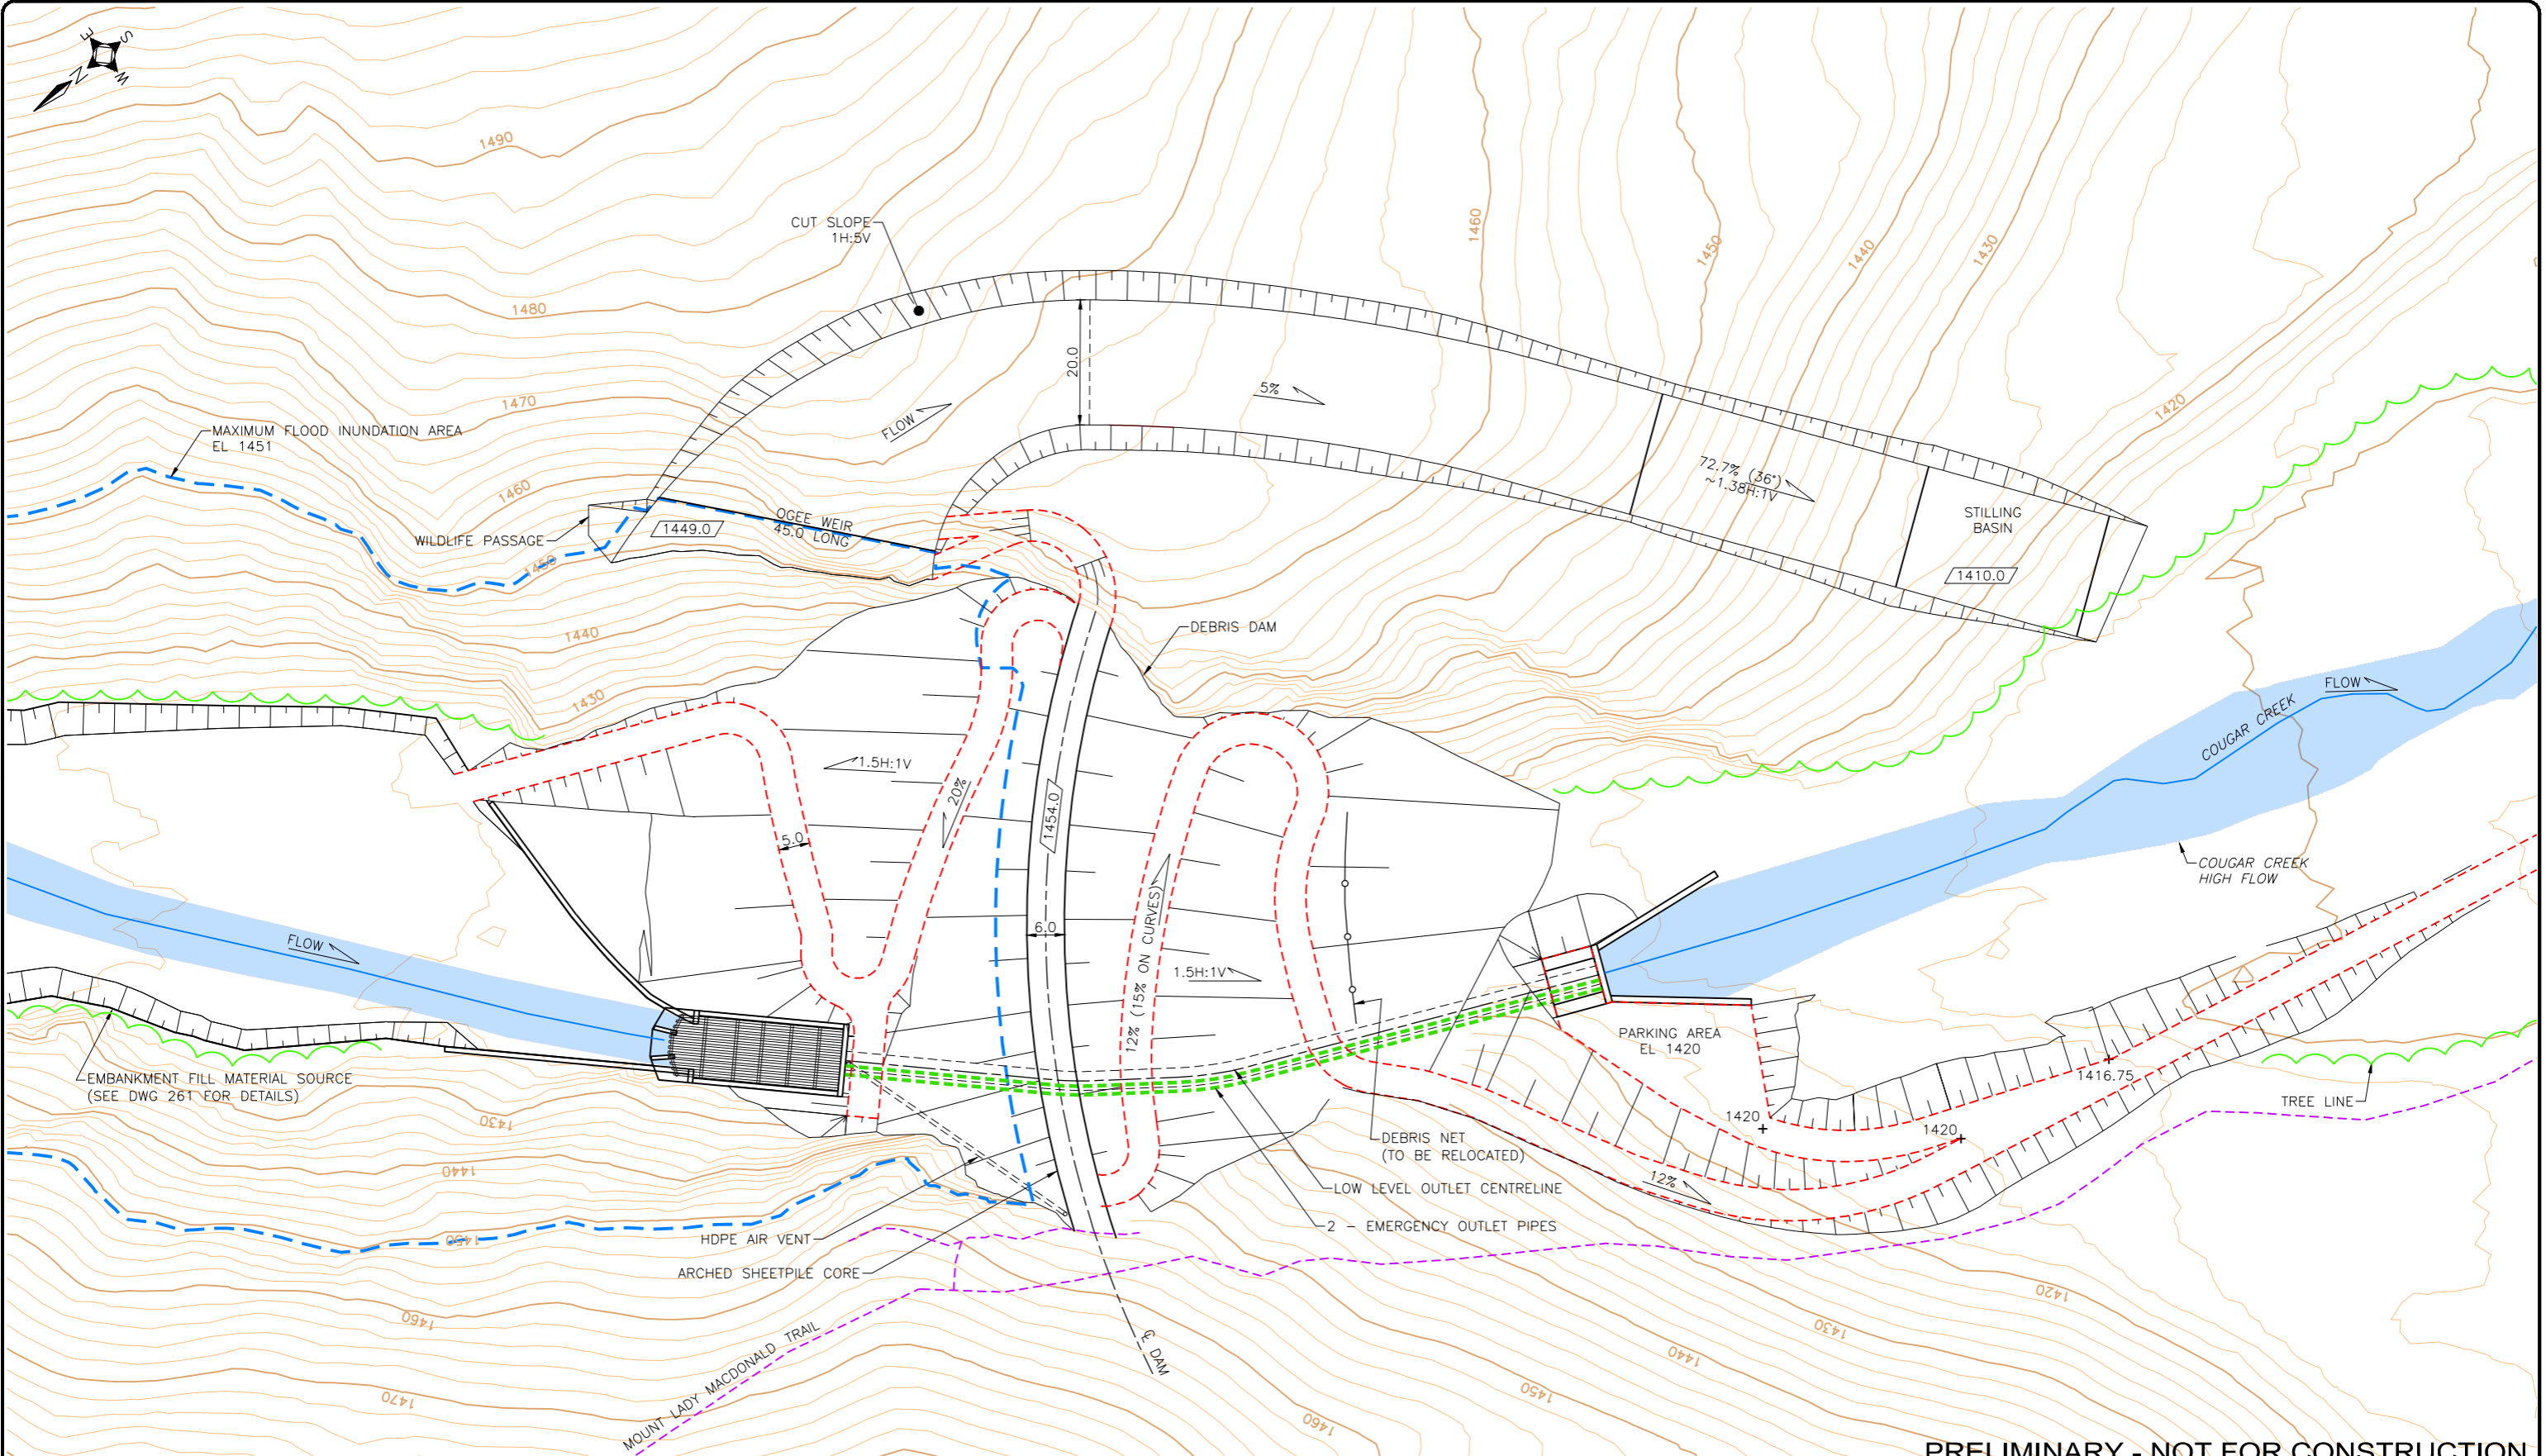 E
S
N
W
1490
CUT SLOPE
1H:5V
1460
1450
1440
1430
1480
20.0
5%
FLOW
1470
1420
MAXIMUM FLOOD INUNDATION AREA
EL 1451
1460
72.7% (36°)
~1.38H:1V
OGEE WEIR
45.0 LONG
1449.0
WILDLIFE PASSAGE
STILLING
BASIN
1450
1410.0
1440
DEBRIS DAM
1430
FLOW
COUGAR CREEK
1.5H:1V
20%
1454.0
5.0
COUGAR CREEK
HIGH FLOW
12% (15% ON CURVES)
6.0
FLOW
1.5H:1V
PARKING AREA
EL 1420
EMBANKMENT FILL MATERIAL SOURCE
(SEE DWG 261 FOR DETAILS)
1416.75
TREE LINE
1430
1420
1420
DEBRIS NET
(TO BE RELOCATED)
1440
12%
LOW LEVEL OUTLET CENTRELINE
2 - EMERGENCY OUTLET PIPES
HDPE AIR VENT
1450
ARCHED SHEETPILE CORE
1420
1460
1430
MOUNT LADY MACDONALD TRAIL
℄ DAM
1440
1470
1450
1460
PRELIMINARY - NOT FOR CONSTRUCTION